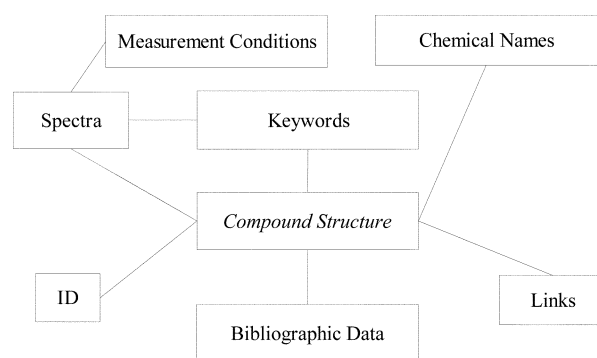 Measurement Conditions
Chemical Names
Spectra
Keywords
Compound Structure
ID
Links
Bibliographic Data